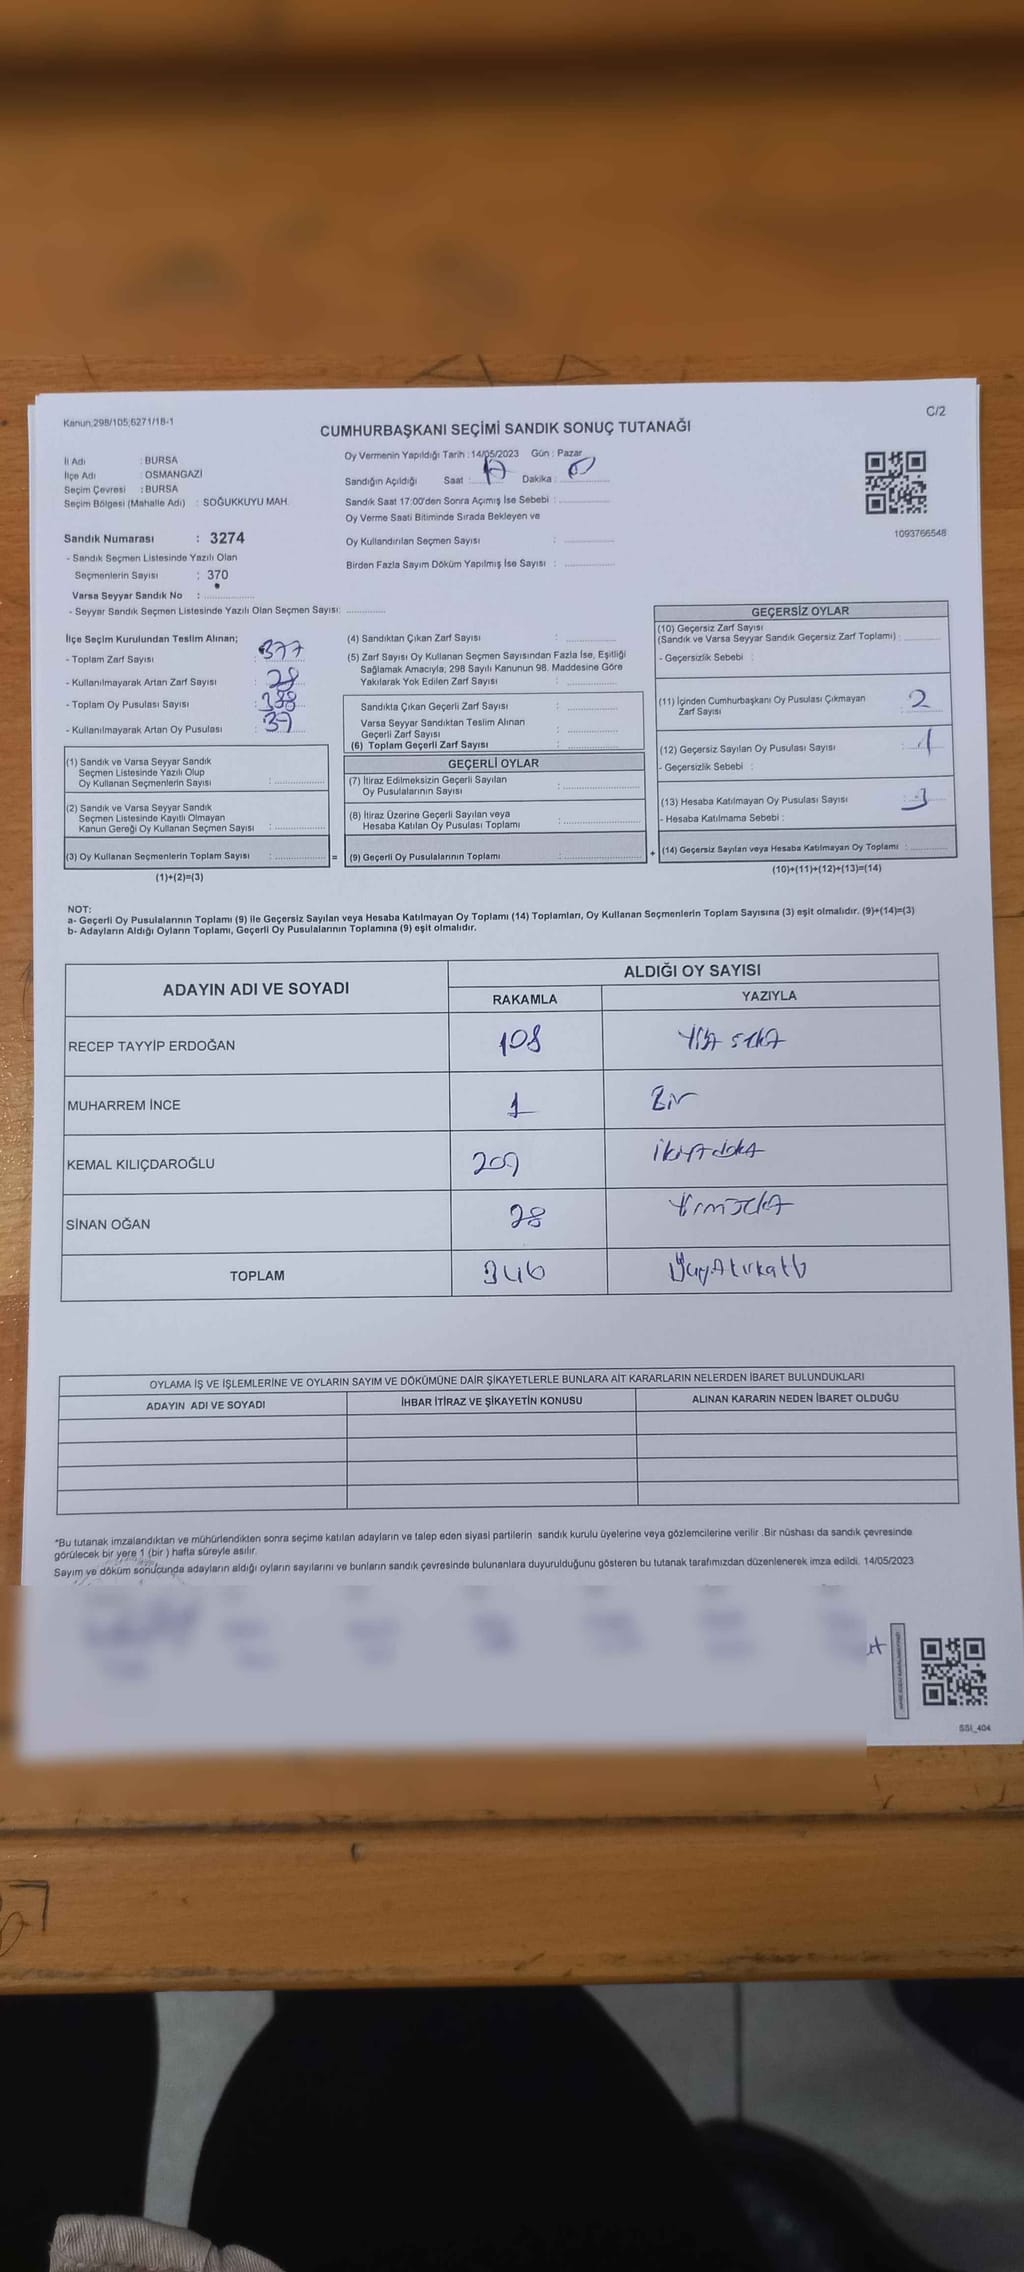 Kanun;298/105;6271/18-1
C/2
CUMHURBAŞKANI SEÇİMİ SANDIK SONUÇ TUTANAĞI
İl Adı : BURSA
İlçe Adı : OSMANGAZİ
Seçim Çevresi : BURSA
Seçim Bölgesi (Mahalle Adı) : SOĞUKKUYU MAH.
Sandık Numarası : 3274
- Sandık Seçmen Listesinde Yazılı Olan
Seçmenlerin Sayısı : 370
Varsa Seyyar Sandık No :
- Seyyar Sandık Seçmen Listesinde Yazılı Olan Seçmen Sayısı:
Oy Vermenin Yapıldığı Tarih : 14/05/2023 Gün : Pazar
Sandığın Açıldığı Saat : 17 Dakika :
Sandık Saat 17:00'den Sonra Açımış İse Sebebi :
Oy Verme Saati Bitiminde Sırada Bekleyen ve
Oy Kullandırılan Seçmen Sayısı :
Birden Fazla Sayım Döküm Yapılmış İse Sayısı :
1093766548
İlçe Seçim Kurulundan Teslim Alınan;
- Toplam Zarf Sayısı : 377
- Kullanılmayarak Artan Zarf Sayısı : 28
- Toplam Oy Pusulası Sayısı : 388
- Kullanılmayarak Artan Oy Pusulası : 37
(1) Sandık ve Varsa Seyyar Sandık
Seçmen Listesinde Yazılı Olup
Oy Kullanan Seçmenlerin Sayısı :
(2) Sandık ve Varsa Seyyar Sandık
Seçmen Listesinde Kayıtlı Olmayan
Kanun Gereği Oy Kullanan Seçmen Sayısı :
(3) Oy Kullanan Seçmenlerin Toplam Sayısı : =
(1)+(2)=(3)
(4) Sandıktan Çıkan Zarf Sayısı :
(5) Zarf Sayısı Oy Kullanan Seçmen Sayısından Fazla İse, Eşitliği
Sağlamak Amacıyla; 298 Sayılı Kanunun 98. Maddesine Göre
Yakılarak Yok Edilen Zarf Sayısı :
Sandıkta Çıkan Geçerli Zarf Sayısı :
Varsa Seyyar Sandıktan Teslim Alınan
Geçerli Zarf Sayısı :
(6) Toplam Geçerli Zarf Sayısı :
GEÇERLİ OYLAR
(7) İtiraz Edilmeksizin Geçerli Sayılan
Oy Pusulalarının Sayısı :
(8) İtiraz Üzerine Geçerli Sayılan veya
Hesaba Katılan Oy Pusulası Toplamı :
(9) Geçerli Oy Pusulalarının Toplamı : +
GEÇERSİZ OYLAR
(10) Geçersiz Zarf Sayısı
(Sandık ve Varsa Seyyar Sandık Geçersiz Zarf Toplamı) :
- Geçersizlik Sebebi :
(11) İçinden Cumhurbaşkanı Oy Pusulası Çıkmayan
Zarf Sayısı : 2
(12) Geçersiz Sayılan Oy Pusulası Sayısı : 1
- Geçersizlik Sebebi :
(13) Hesaba Katılmayan Oy Pusulası Sayısı : 3
- Hesaba Katılmama Sebebi :
(14) Geçersiz Sayılan veya Hesaba Katılmayan Oy Toplamı :
(10)+(11)+(12)+(13)=(14)
NOT:
a- Geçerli Oy Pusulalarının Toplamı (9) ile Geçersiz Sayılan veya Hesaba Katılmayan Oy Toplamı (14) Toplamları, Oy Kullanan Seçmenlerin Toplam Sayısına (3) eşit olmalıdır. (9)+(14)=(3)
b- Adayların Aldığı Oyların Toplamı, Geçerli Oy Pusulalarının Toplamına (9) eşit olmalıdır.
ADAYIN ADI VE SOYADI
ALDIĞI OY SAYISI
RAKAMLA YAZIYLA
RECEP TAYYİP ERDOĞAN 108
MUHARREM İNCE 1 Bir
KEMAL KILIÇDAROĞLU 209
SİNAN OĞAN 28
TOPLAM 346
OYLAMA İŞ VE İŞLEMLERİNE VE OYLARIN SAYIM VE DÖKÜMÜNE DAİR ŞİKAYETLERLE BUNLARA AİT KARARLARIN NELERDEN İBARET BULUNDUKLARI
ADAYIN ADI VE SOYADI İHBAR İTİRAZ VE ŞİKAYETİN KONUSU ALINAN KARARIN NEDEN İBARET OLDUĞU
*Bu tutanak imzalandıktan ve mühürlendikten sonra seçime katılan adayların ve talep eden siyasi partilerin sandık kurulu üyelerine veya gözlemcilerine verilir .Bir nüshası da sandık çevresinde
görülecek bir yere 1 (bir ) hafta süreyle asılır.
Sayım ve döküm sonucunda adayların aldığı oyların sayılarını ve bunların sandık çevresinde bulunanlara duyurulduğunu gösteren bu tutanak tarafımızdan düzenlenerek imza edildi. 14/05/2023
SSI_404